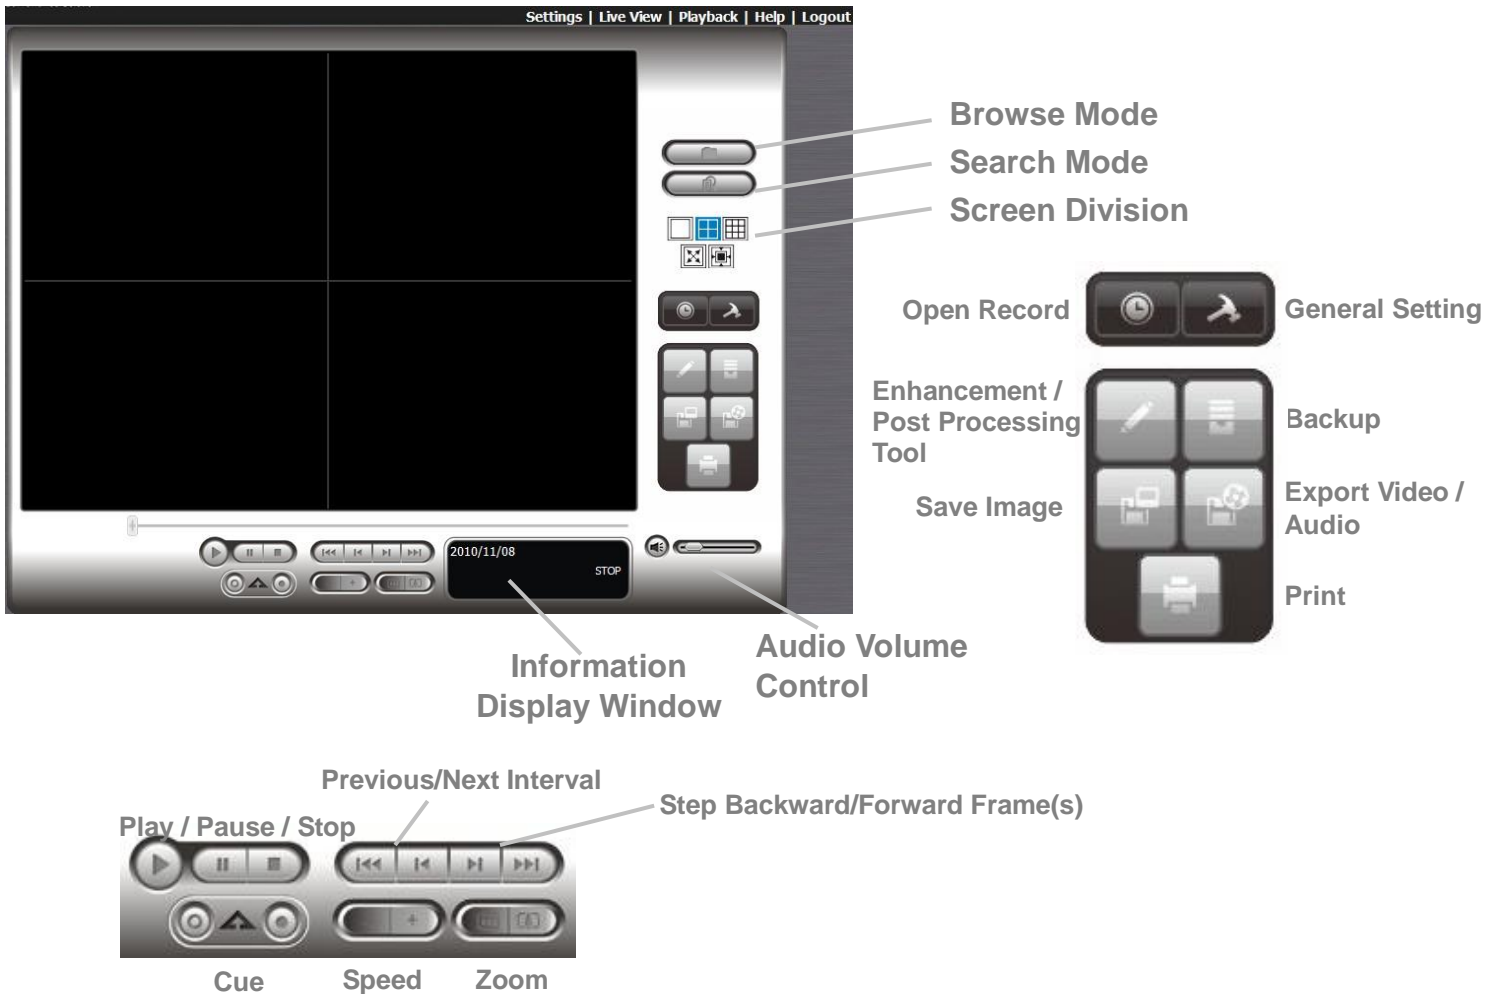 Settings | Live View | Playback | Help | Logout
Browse Mode
Search Mode
Screen Division
Open Record
General Setting
Enhancement /
Post Processing
Tool
Backup
Save Image
Export Video /
Audio
Print
2010/11/08
STOP
Information
Display Window
Audio Volume
Control
Previous/Next Interval
Step Backward/Forward Frame(s)
Play / Pause / Stop
Cue
Speed
Zoom